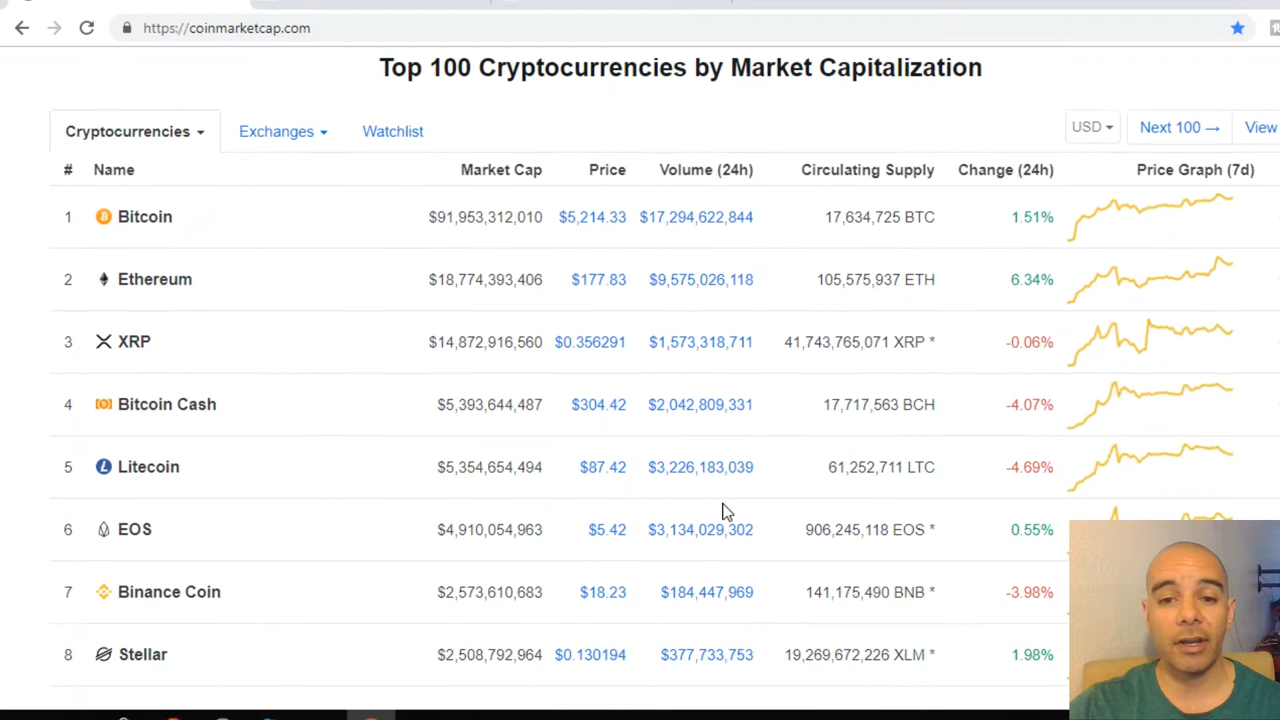 https://coinmarketcap.com
Top 100 Cryptocurrencies by Market Capitalization
Cryptocurrencies Exchanges Watchlist USD Next 100 → View
# Name Market Cap Price Volume (24h) Circulating Supply Change (24h) Price Graph (7d)
1 Bitcoin $91,953,312,010 $5,214.33 $17,294,622,844 17,634,725 BTC 1.51%
2 Ethereum $18,774,393,406 $177.83 $9,575,026,118 105,575,937 ETH 6.34%
3 XRP $14,872,916,560 $0.356291 $1,573,318,711 41,743,765,071 XRP * -0.06%
4 Bitcoin Cash $5,393,644,487 $304.42 $2,042,809,331 17,717,563 BCH -4.07%
5 Litecoin $5,354,654,494 $87.42 $3,226,183,039 61,252,711 LTC -4.69%
6 EOS $4,910,054,963 $5.42 $3,134,029,302 906,245,118 EOS * 0.55%
7 Binance Coin $2,573,610,683 $18.23 $184,447,969 141,175,490 BNB * -3.98%
8 Stellar $2,508,792,964 $0.130194 $377,733,753 19,269,672,226 XLM * 1.98%